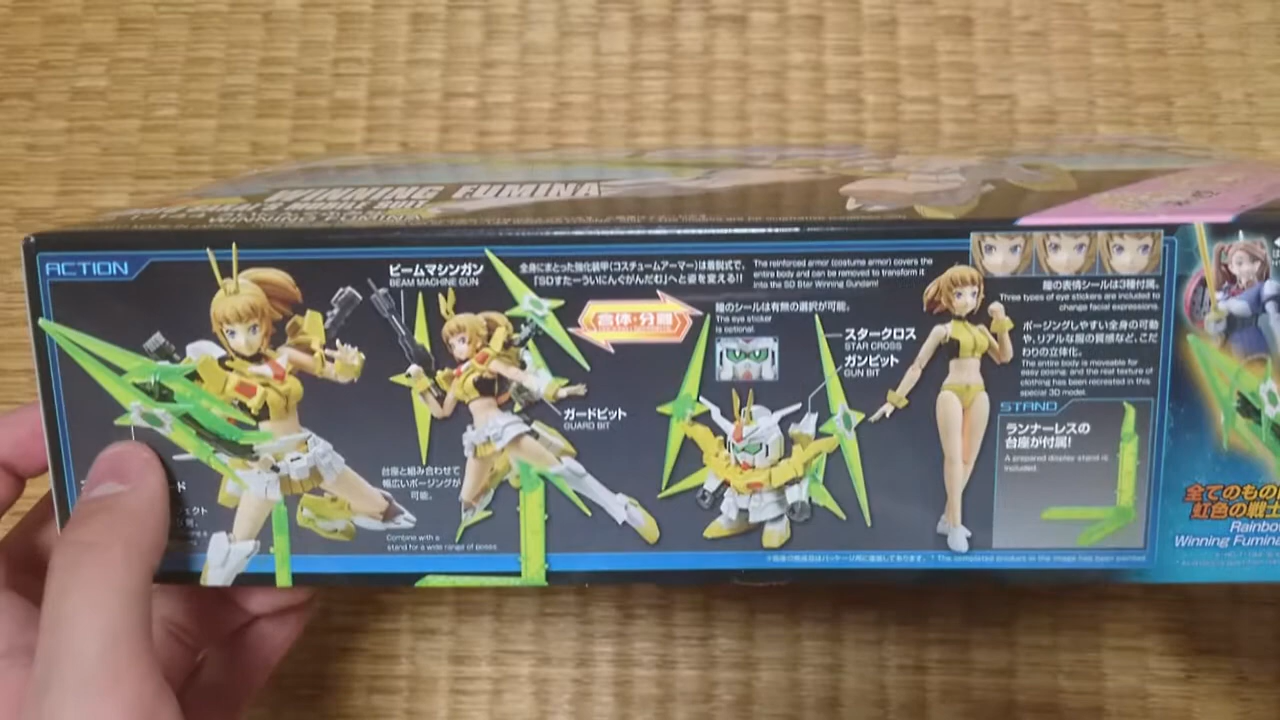 WINNING FUMINA
ACTION
ビームマシンガン
BEAM MACHINE GUN
全身にまとった強化装甲(コスチュームアーマー)は着脱式で、
「SDすたーういにんぐがんだむ」へと姿を変える!!
The reinforced armor (costume armor) covers the
entire body and can be removed to transform it
into the SD Star Winning Gundam!
合体・分離
瞳のシールは有無の選択が可能。
The eye sticker
is optional.
スタークロス
STAR CROSS
ガンビット
GUN BIT
ガードビット
GUARD BIT
台座と組み合わせて
幅広いポージングが
可能。
Combine with a
stand for a wide range of poses.
瞳の表情シールは3種付属。
Three types of eye stickers are included to
change facial expressions.
ポージングしやすい全身の可動
や、リアルな服の質感など、こだ
わりの立体化。
The entire body is moveable for
easy posing, and the real texture of
clothing has been recreated in this
special 3D model.
STAND
ランナーレスの
台座が付属!
A prepared display stand is
included.
* The completed products in the image has been painted
全てのもの
虹色の戦士
Rainbow
Winning Fumina